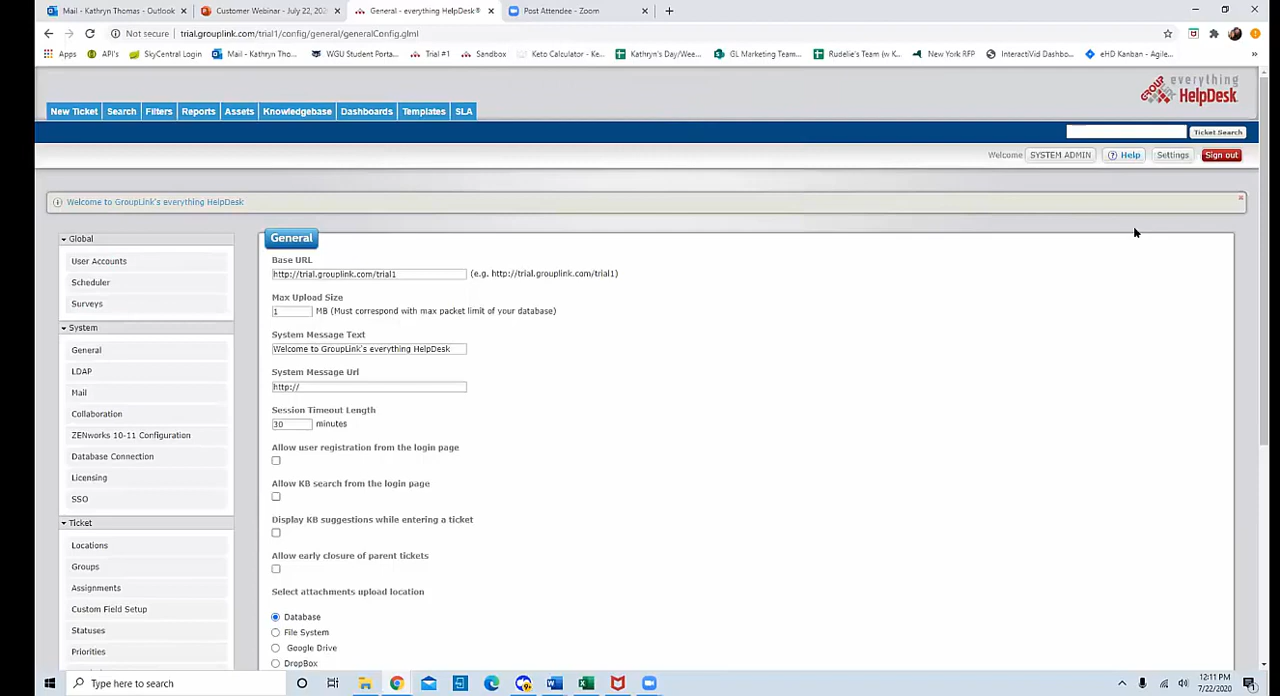 Mail - Kathryn Thomas - Outlook
Customer Webinar - July 22, 202
General - everything HelpDesk®
Post Attendee - Zoom
Not secure
trial.grouplink.com/trial1/config/general/generalConfig.glml
Apps
API's
SkyCentral Login
Mail - Kathryn Tho...
WGU Student Porta...
Trial #1
Sandbox
Keto Calculator - Ke...
Kathryn's Day/Wee...
GL Marketing Team...
Rudelie's Team (w K...
New York RFP
InteractVid Dashbo...
eHD Kanban - Agile...
GROUP
everything
HelpDesk
New Ticket
Search
Filters
Reports
Assets
Knowledgebase
Dashboards
Templates
SLA
Ticket Search
Welcome
SYSTEM ADMIN
Help
Settings
Sign out
Welcome to GroupLink's everything HelpDesk
Global
User Accounts
Scheduler
Surveys
System
General
LDAP
Mail
Collaboration
ZENworks 10-11 Configuration
Database Connection
Licensing
SSO
Ticket
Locations
Groups
Assignments
Custom Field Setup
Statuses
Priorities
General
Base URL
http://trial.grouplink.com/trial1 (e.g. http://trial.grouplink.com/trial1)
Max Upload Size
1 MB (Must correspond with max packet limit of your database)
System Message Text
Welcome to GroupLink's everything HelpDesk
System Message Url
http://
Session Timeout Length
30 minutes
Allow user registration from the login page
Allow KB search from the login page
Display KB suggestions while entering a ticket
Allow early closure of parent tickets
Select attachments upload location
Database
File System
Google Drive
DropBox
Type here to search
12:11 PM
7/22/2020